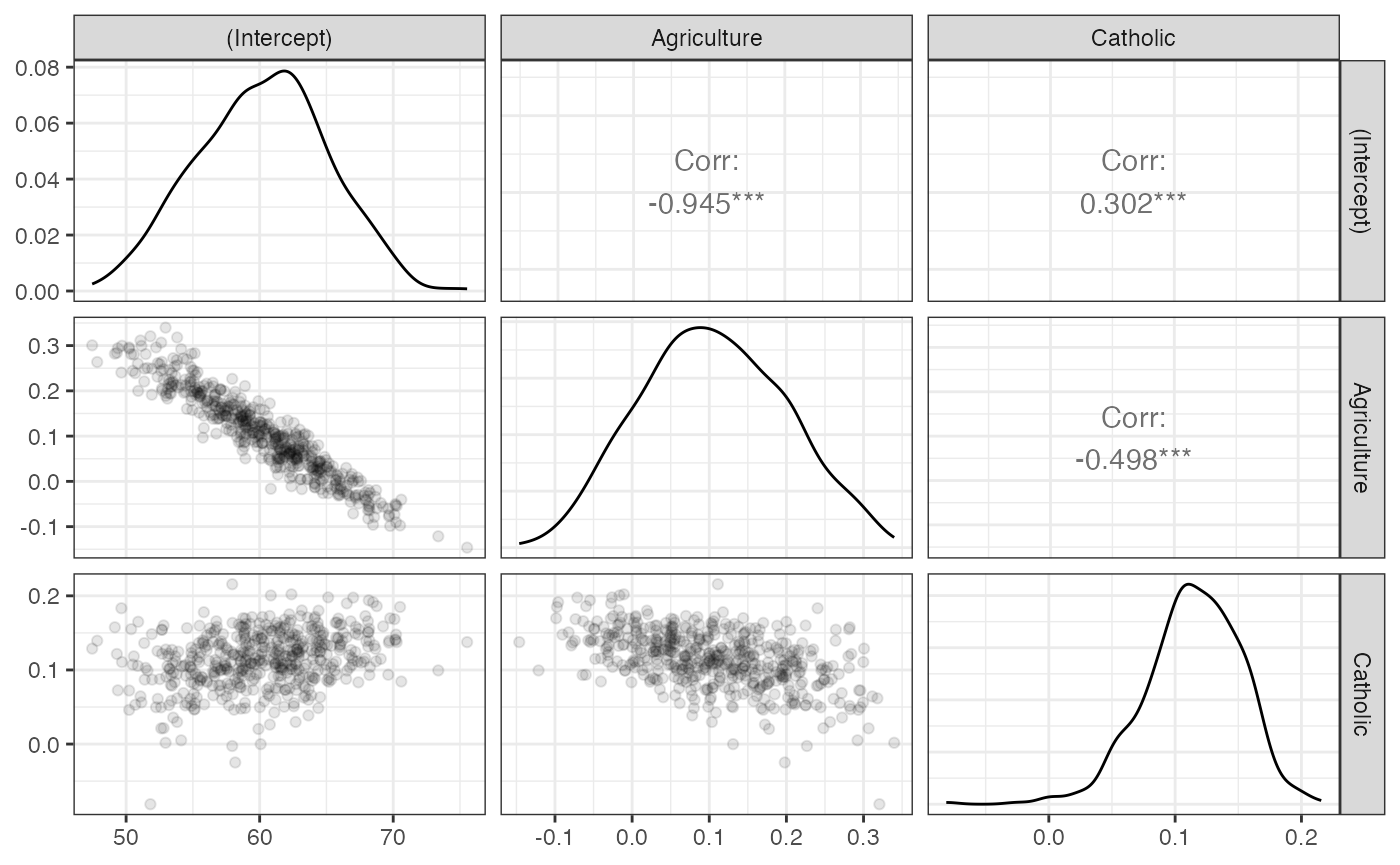 (Intercept)
Agriculture
Catholic
0.08
0.06
0.04
0.02
0.00
Corr:
-0.945***
Corr:
0.302***
(Intercept)
0.3
0.2
0.1
0.0
-0.1
Corr:
-0.498***
Agriculture
0.2
0.1
0.0
Catholic
50 60 70
-0.1 0.0 0.1 0.2 0.3
0.0 0.1 0.2